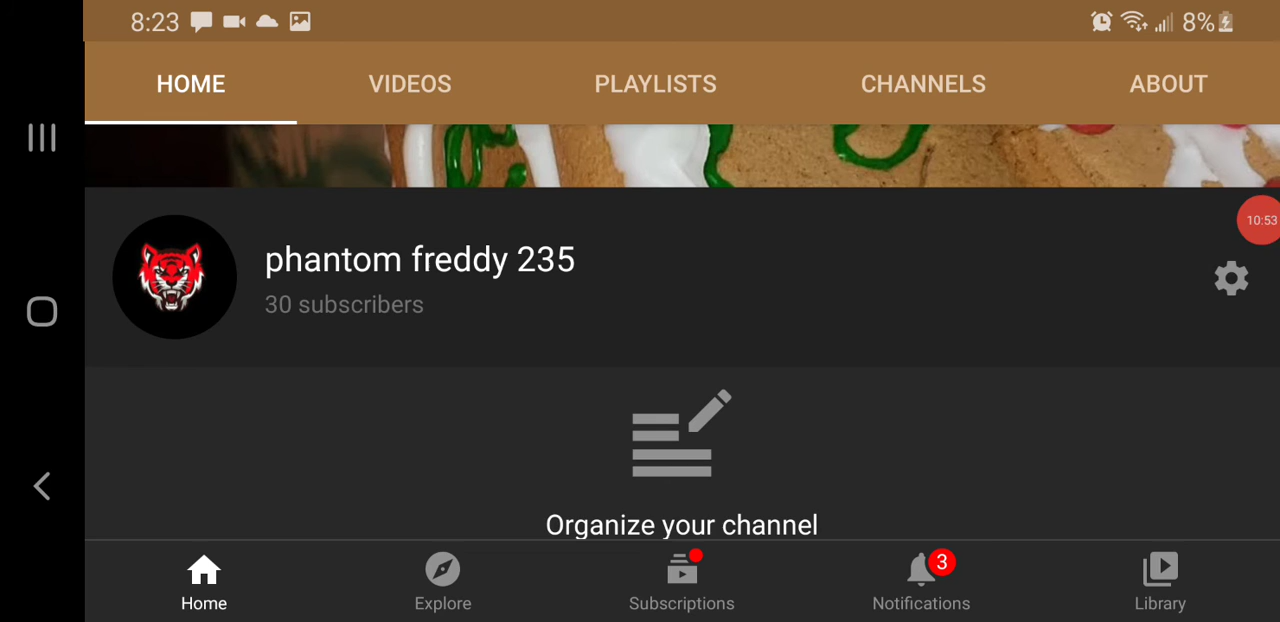 8:23 8%
HOME VIDEOS PLAYLISTS CHANNELS ABOUT
10:53
phantom freddy 235
30 subscribers
Organize your channel
3
Home Explore Subscriptions Notifications Library